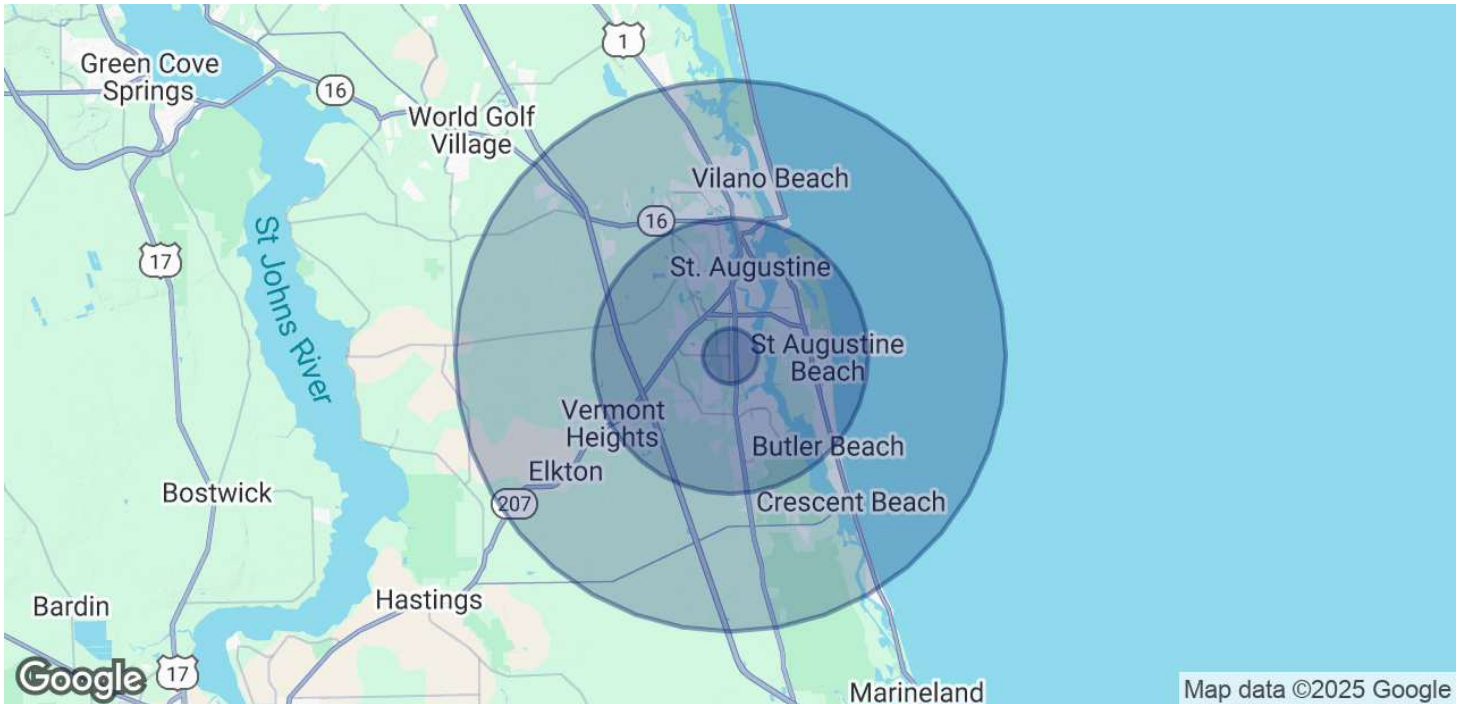 1
Green Cove
Springs
16
World Golf
Village
Vilano Beach
16
St Johns River
17
St. Augustine
St Augustine
Beach
Vermont
Heights
Butler Beach
Elkton
207
Crescent Beach
Bostwick
Bardin
Hastings
Google
17
Marineland
Map data ©2025 Google